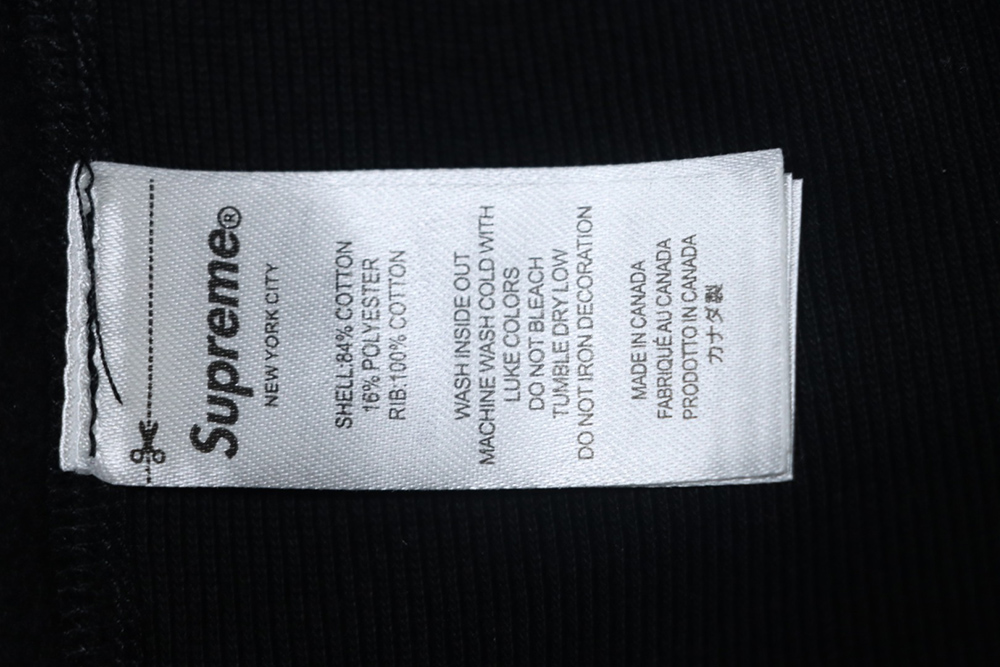 Supreme®
NEW YORK CITY
SHELL:84% COTTON
16% POLYESTER
RIB:100% COTTON
WASH INSIDE OUT
MACHINE WASH COLD WITH
LUKE COLORS
DO NOT BLEACH
TUMBLE DRY LOW
DO NOT IRON DECORATION
MADE IN CANADA
FABRIQUÉ AU CANADA
PRODOTTO IN CANADA
カナダ製